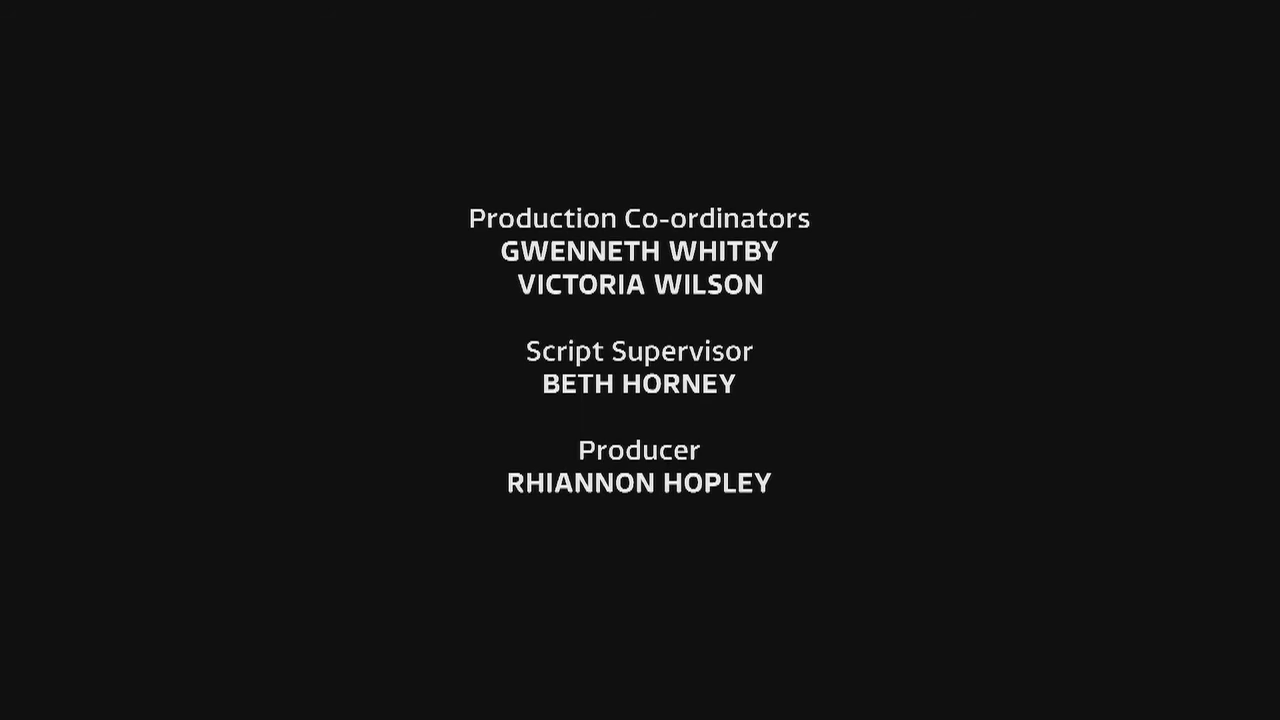 Production Co-ordinators
GWENNETH WHITBY
VICTORIA WILSON
Script Supervisor
BETH HORNEY
Producer
RHIANNON HOPLEY